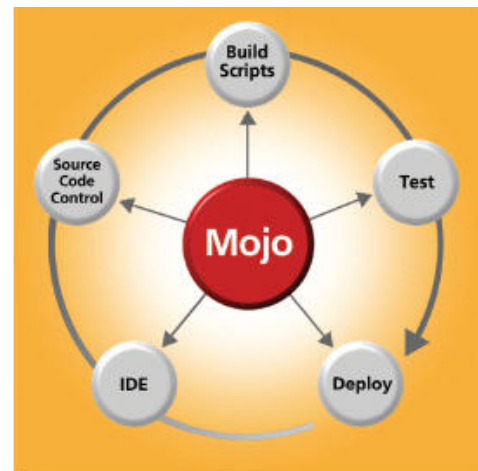 Build
Scripts
Source
Code
Control
Test
Mojo
IDE
Deploy